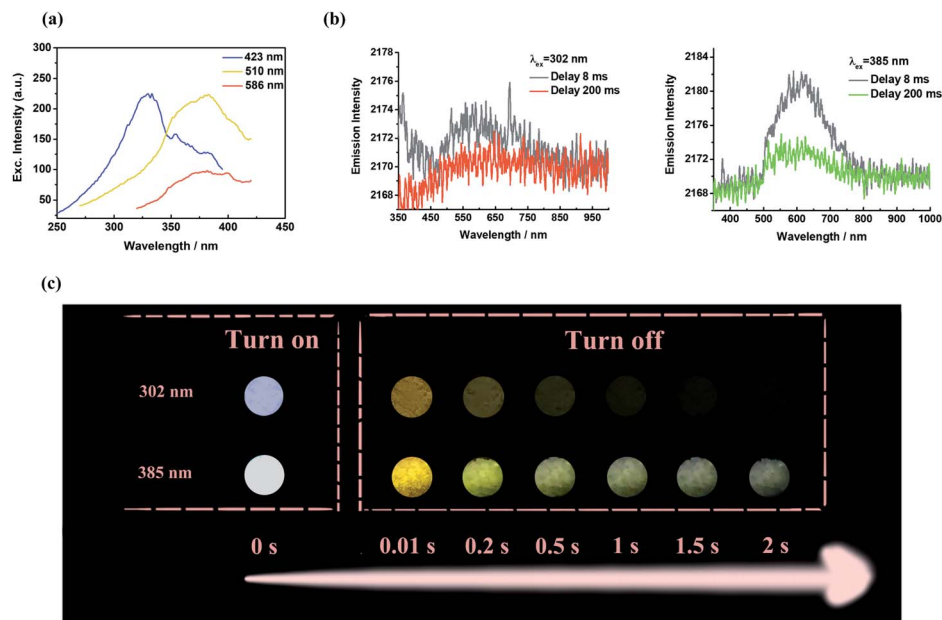 (a)
300
250
200
150
100
50
250 300 350 400 450
Exc. Intensity (a.u.)
Wavelength / nm
423 nm
510 nm
586 nm
(b)
2178
2176
2174
2172
2170
2168
350 450 550 650 750 850 950
Emission Intensity
Wavelength / nm
λex=302 nm
Delay 8 ms
Delay 200 ms
2184
2180
2176
2172
2168
400 500 600 700 800 900 1000
Emission Intensity
Wavelength / nm
λex=385 nm
Delay 8 ms
Delay 200 ms
(c)
Turn on Turn off
302 nm
385 nm
0 s 0.01 s 0.2 s 0.5 s 1 s 1.5 s 2 s